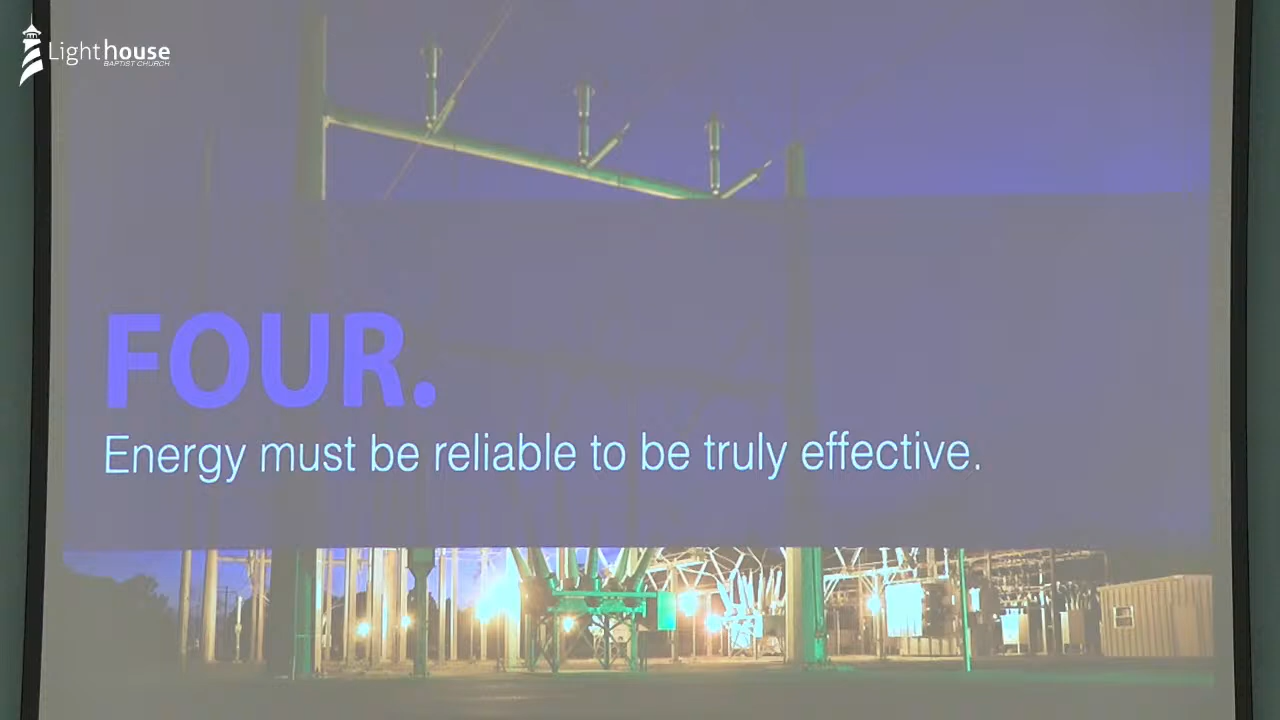 Lighthouse
BAPTIST CHURCH
FOUR.
Energy must be reliable to be truly effective.